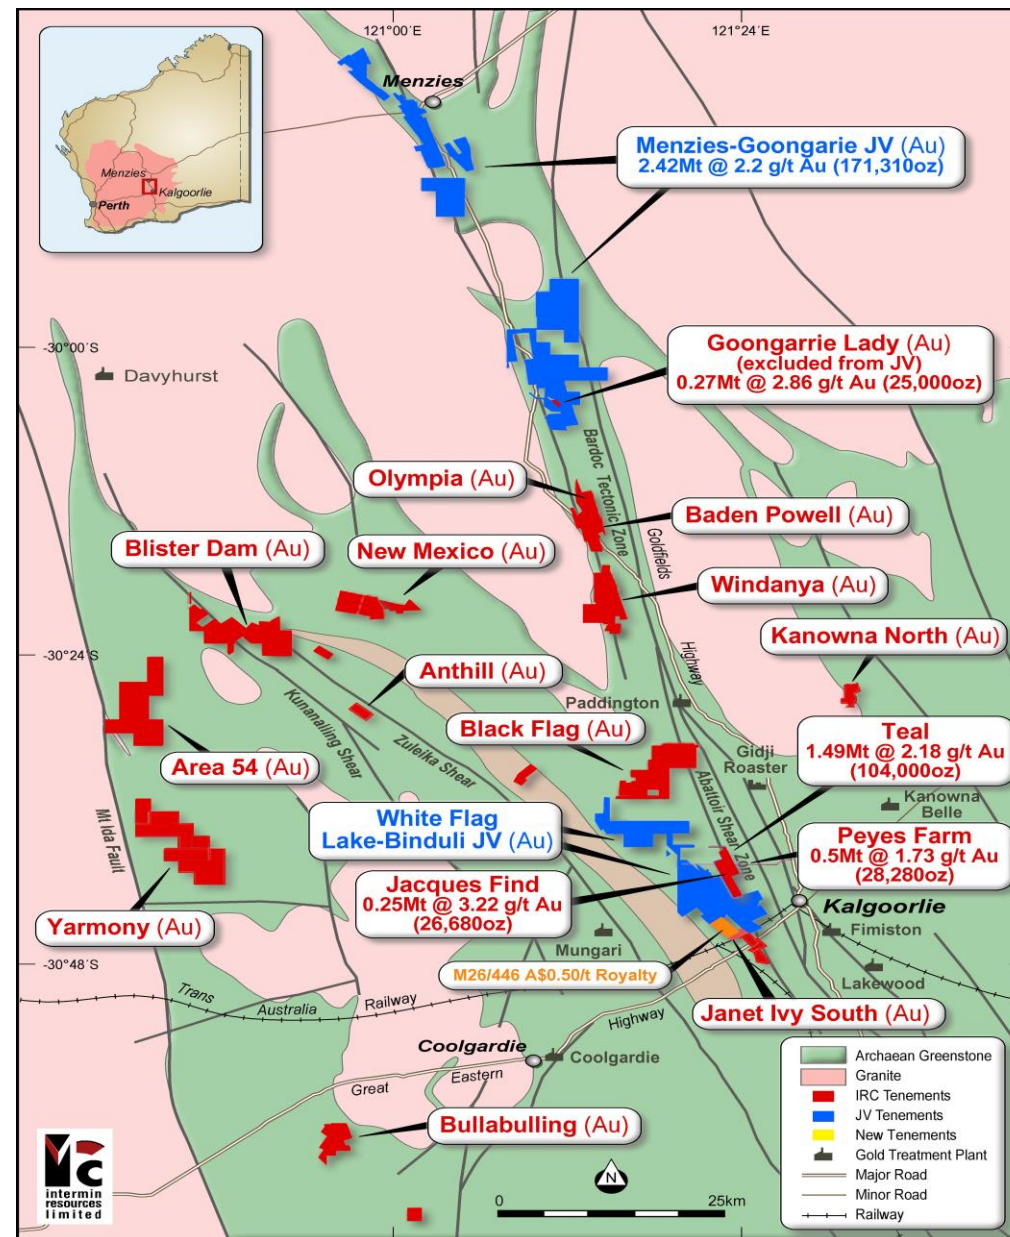 121°00´E
121°24´E
Menzies
Menzies
Kalgoorlie
Perth
Menzies-Goongarie JV (Au)
2.42Mt @ 2.2 g/t Au (171,310oz)
-30°00´S
Davyhurst
Goongarrie Lady (Au)
(excluded from JV)
0.27Mt @ 2.86 g/t Au (25,000oz)
Bardoc Tectonic Zone
Olympia (Au)
Baden Powell (Au)
Goldfields
Highway
Blister Dam (Au)
New Mexico (Au)
Windanya (Au)
Kanowna North (Au)
-30°24´S
Anthill (Au)
Kunanalling Shear
Zuleika Shear
Paddington
Black Flag (Au)
Teal
1.49Mt @ 2.18 g/t Au
(104,000oz)
Area 54 (Au)
Gidji
Roaster
Abattoir Shear Zone
Kanowna
Belle
Mt Ida Fault
White Flag
Lake-Binduli JV (Au)
Peyes Farm
0.5Mt @ 1.73 g/t Au
(28,280oz)
Jacques Find
0.25Mt @ 3.22 g/t Au
(26,680oz)
Yarmony (Au)
Kalgoorlie
Fimiston
Mungari
-30°48´S
M26/446 A$0.50/t Royalty
Lakewood
Trans
Australia
Railway
Janet Ivy South (Au)
Highway
Coolgardie
Coolgardie
Great
Eastern
Bullabulling (Au)
Archaean Greenstone
Granite
IRC Tenements
JV Tenements
New Tenements
Gold Treatment Plant
Major Road
Minor Road
Railway
N
0
25km
intermin
resources
limited